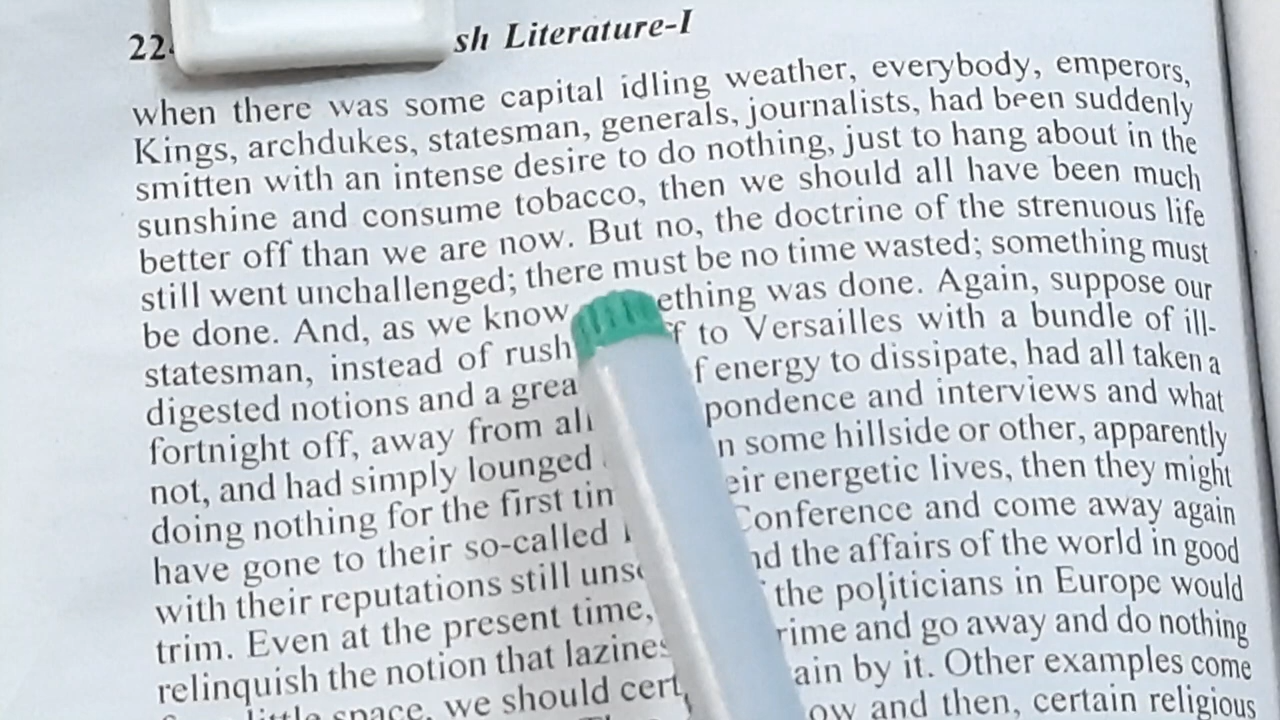 22 sh Literature-I
when there was some capital idling weather, everybody, emperors,
Kings, archdukes, statesman, generals, journalists, had been suddenly
smitten with an intense desire to do nothing, just to hang about in the
sunshine and consume tobacco, then we should all have been much
better off than we are now. But no, the doctrine of the strenuous life
still went unchallenged; there must be no time wasted; something must
be done. And, as we know ething was done. Again, suppose our
statesman, instead of rush f to Versailles with a bundle of ill-
digested notions and a grea f energy to dissipate, had all taken a
fortnight off, away from all pondence and interviews and what
not, and had simply lounged n some hillside or other, apparently
doing nothing for the first tim eir energetic lives, then they might
have gone to their so-called Conference and come away again
with their reputations still uns nd the affairs of the world in good
trim. Even at the present time, the politicians in Europe would
relinquish the notion that lazines rime and go away and do nothing
little space, we should cert ain by it. Other examples come
ow and then, certain religious